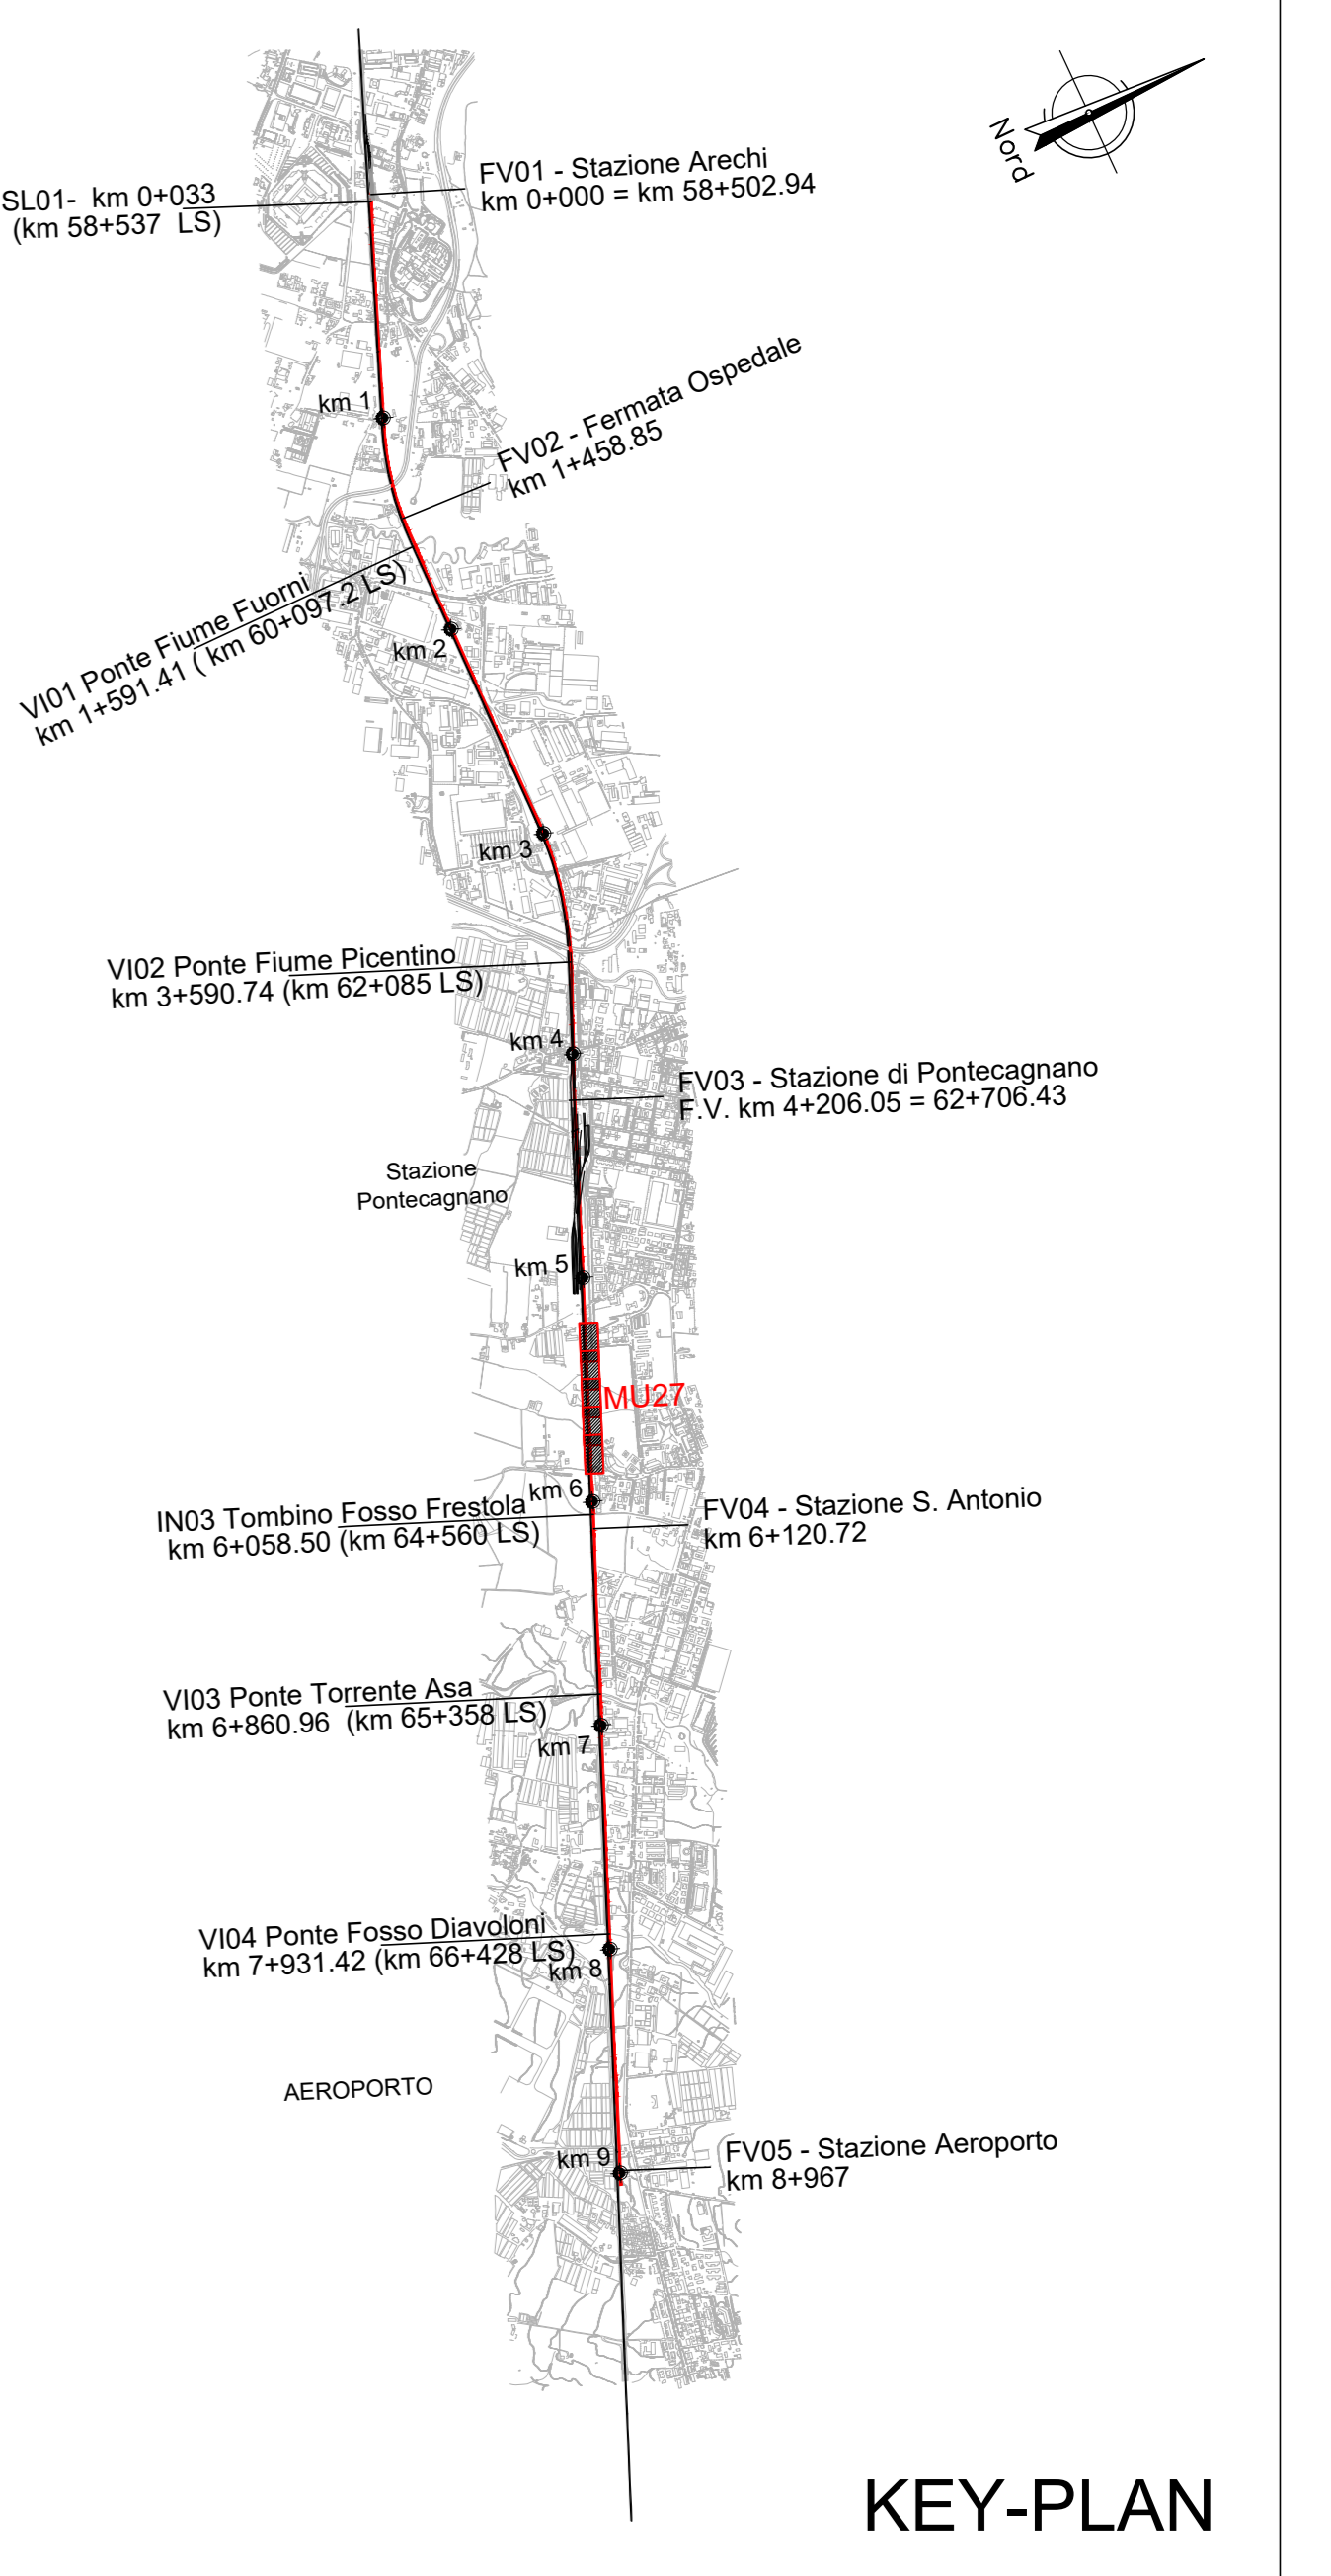 Nord
FV01 - Stazione Arechi
km 0+000 = km 58+502.94
SL01-  km 0+033
(km 58+537  LS)
km 1
FV02 - Fermata Ospedale
km 1+458.85
VI01 Ponte Fiume Fuorni
km 1+591.41 ( km 60+097.2 LS)
km 2
km 3
VI02 Ponte Fiume Picentino
km 3+590.74 (km 62+085 LS)
km 4
FV03 - Stazione di Pontecagnano
F.V. km 4+206.05 = 62+706.43
Stazione
Pontecagnano
km 5
MU27
km 6
IN03 Tombino Fosso Frestola
km 6+058.50 (km 64+560 LS)
FV04 - Stazione S. Antonio
km 6+120.72
VI03 Ponte Torrente Asa
km 6+860.96  (km 65+358 LS)
km 7
VI04 Ponte Fosso Diavoloni
km 7+931.42 (km 66+428 LS)
km 8
AEROPORTO
km 9
FV05 - Stazione Aeroporto
km 8+967
KEY-PLAN